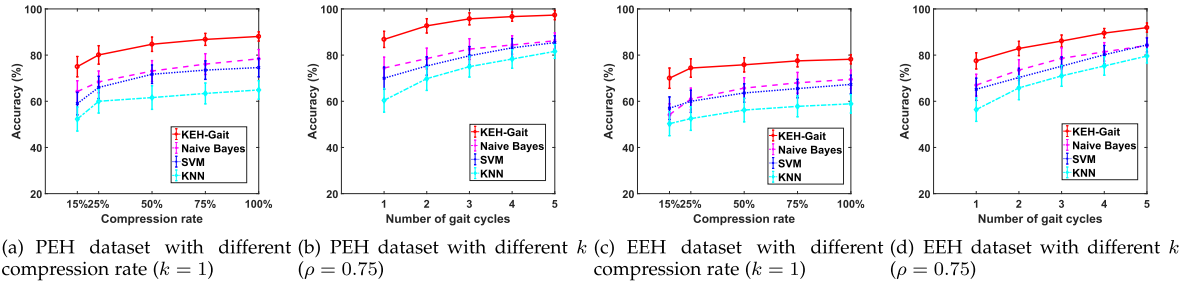 100
80
60
40
20
Accuracy (%)
15%25% 50% 75% 100%
Compression rate
KEH-Gait
Naive Bayes
SVM
KNN
100
80
60
40
20
Accuracy (%)
1 2 3 4 5
Number of gait cycles
KEH-Gait
Naive Bayes
SVM
KNN
100
80
60
40
20
Accuracy (%)
15%25% 50% 75% 100%
Compression rate
KEH-Gait
Naive Bayes
SVM
KNN
100
80
60
40
20
Accuracy (%)
1 2 3 4 5
Number of gait cycles
KEH-Gait
Naive Bayes
SVM
KNN
(a) PEH dataset with different
compression rate (k = 1)
(b) PEH dataset with different k
(ρ = 0.75)
(c) EEH dataset with different
compression rate (k = 1)
(d) EEH dataset with different k
(ρ = 0.75)